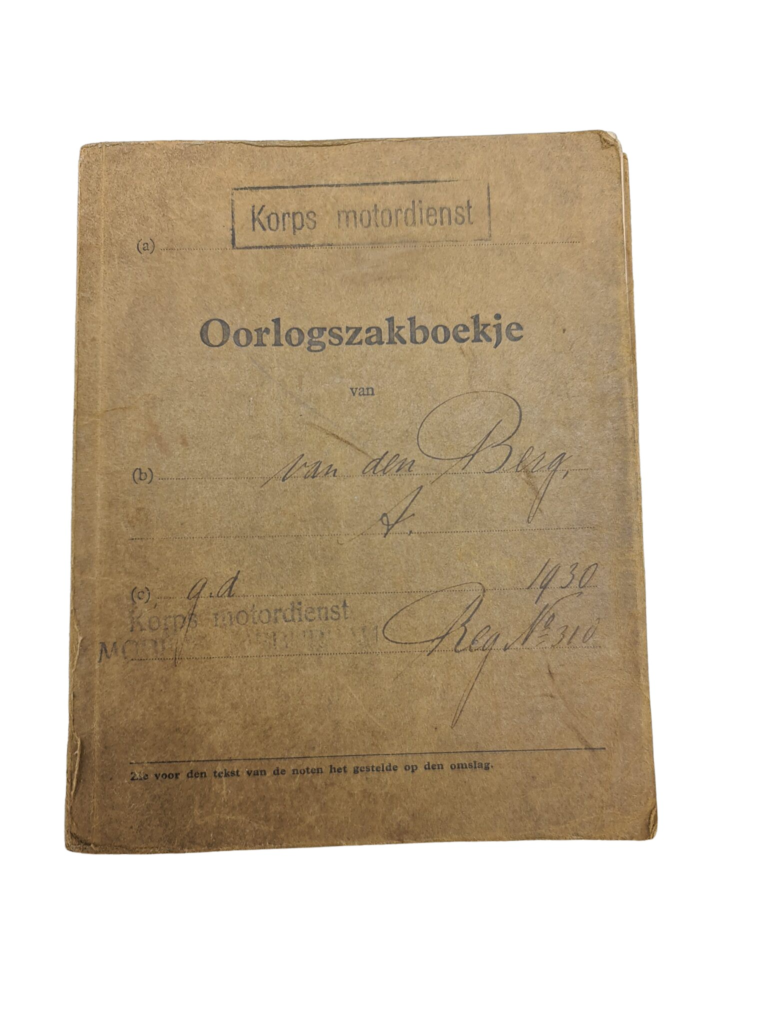 Korps motordienst
(a)
Oorlogszakboekje
van
(b) van den Berg,
A.
(c) g.d 1930
Korps motordienst
Reg. No 310
Zie voor den tekst van de noten het gestelde op den omslag.